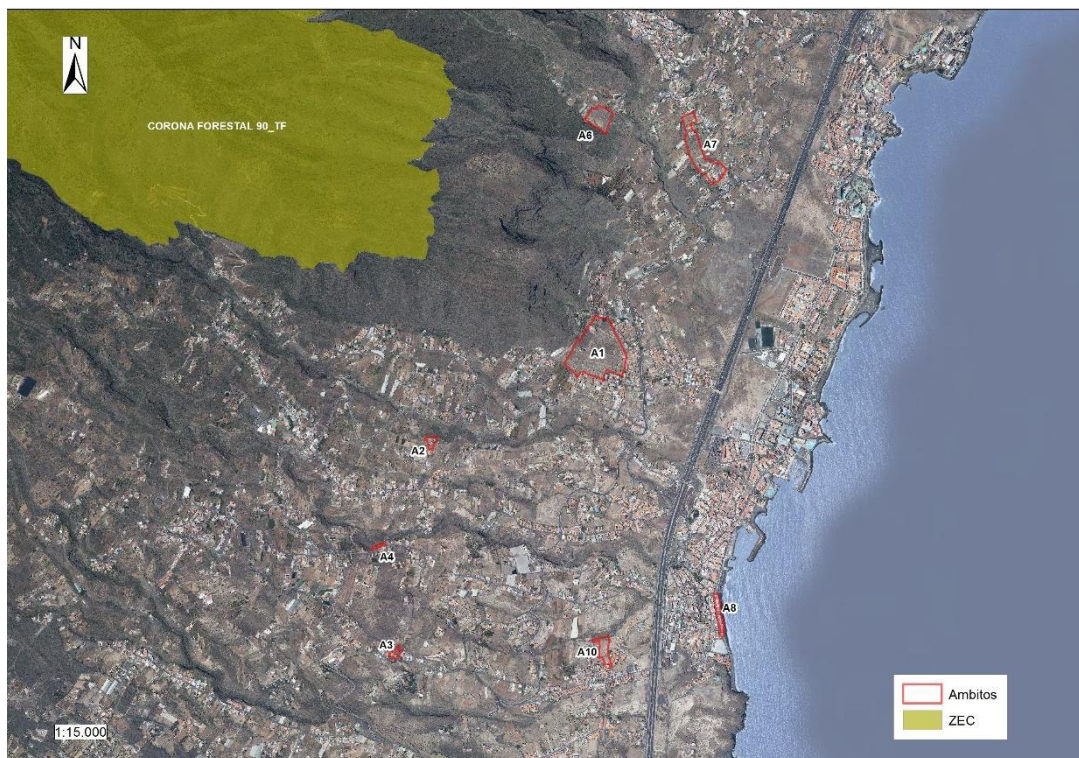 N
CORONA FORESTAL 90_TF
A6
A7
A1
A2
A4
A8
A3
A10
Ambitos
ZEC
1:15.000